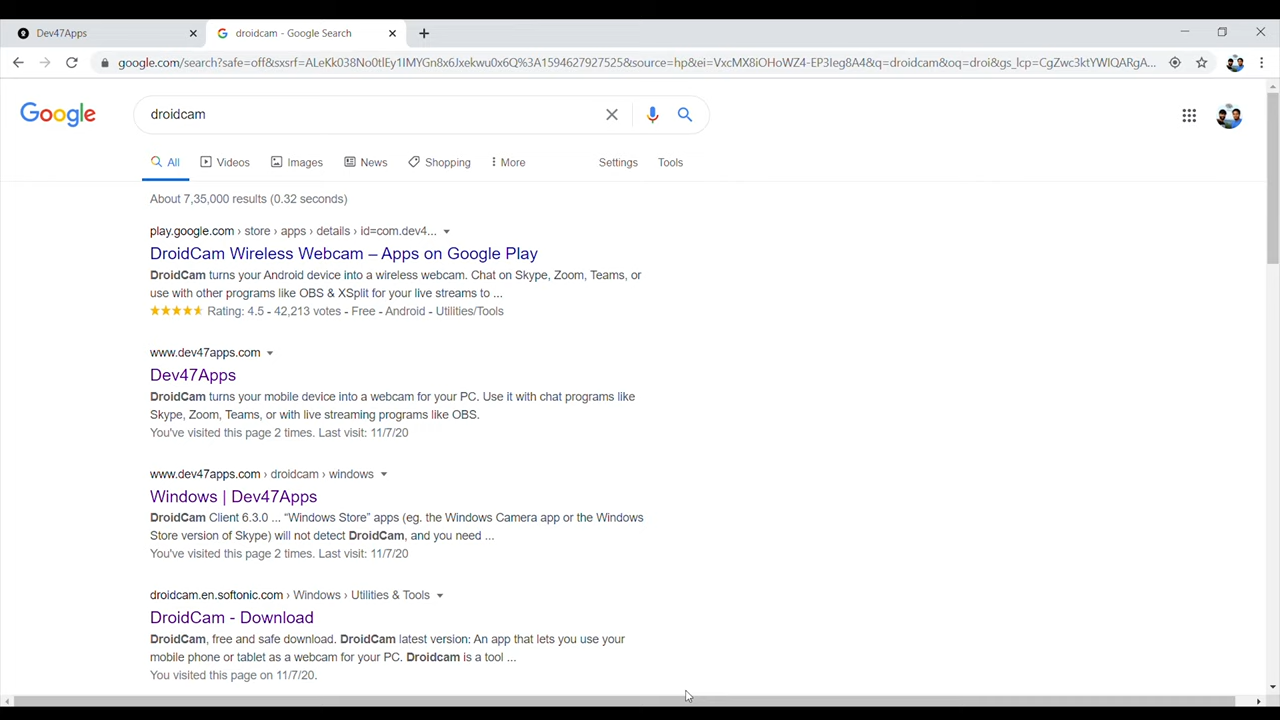 Dev47Apps
droidcam - Google Search
google.com/search?safe=off&sxsrf=ALeKk038No0tlEy1IMYGn8x6Jxekwu0x6Q%3A1594627927525&source=hp&ei=VxcMX8iOHoWZ4-EP3Ieg8A4&q=droidcam&oq=droi&gs_lcp=CgZwc3ktYWIQARgA...
Google
droidcam
All Videos Images News Shopping More Settings Tools
About 7,35,000 results (0.32 seconds)
play.google.com › store › apps › details › id=com.dev4...
DroidCam Wireless Webcam – Apps on Google Play
DroidCam turns your Android device into a wireless webcam. Chat on Skype, Zoom, Teams, or
use with other programs like OBS & XSplit for your live streams to ...
Rating: 4.5 - 42,213 votes - Free - Android - Utilities/Tools
www.dev47apps.com
Dev47Apps
DroidCam turns your mobile device into a webcam for your PC. Use it with chat programs like
Skype, Zoom, Teams, or with live streaming programs like OBS.
You've visited this page 2 times. Last visit: 11/7/20
www.dev47apps.com › droidcam › windows
Windows | Dev47Apps
DroidCam Client 6.3.0 ... “Windows Store” apps (eg. the Windows Camera app or the Windows
Store version of Skype) will not detect DroidCam, and you need ...
You've visited this page 2 times. Last visit: 11/7/20
droidcam.en.softonic.com › Windows › Utilities & Tools
DroidCam - Download
DroidCam, free and safe download. DroidCam latest version: An app that lets you use your
mobile phone or tablet as a webcam for your PC. Droidcam is a tool ...
You visited this page on 11/7/20.